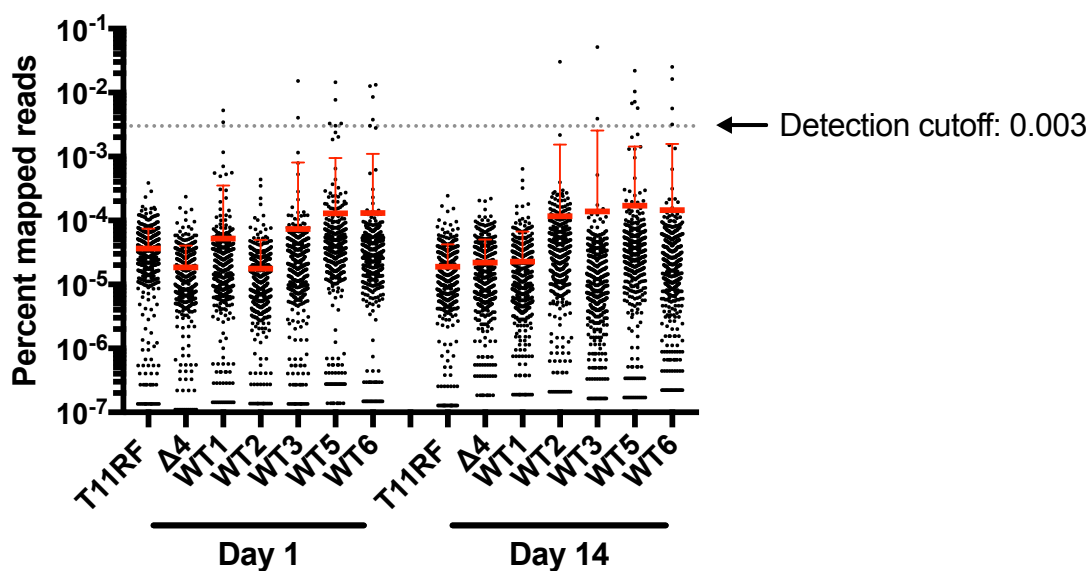 Percent mapped reads
10-1
10-2
10-3
10-4
10-5
10-6
10-7
Detection cutoff: 0.003
T11RF
Δ4
WT1
WT2
WT3
WT5
WT6
T11RF
Δ4
WT1
WT2
WT3
WT5
WT6
Day 1
Day 14